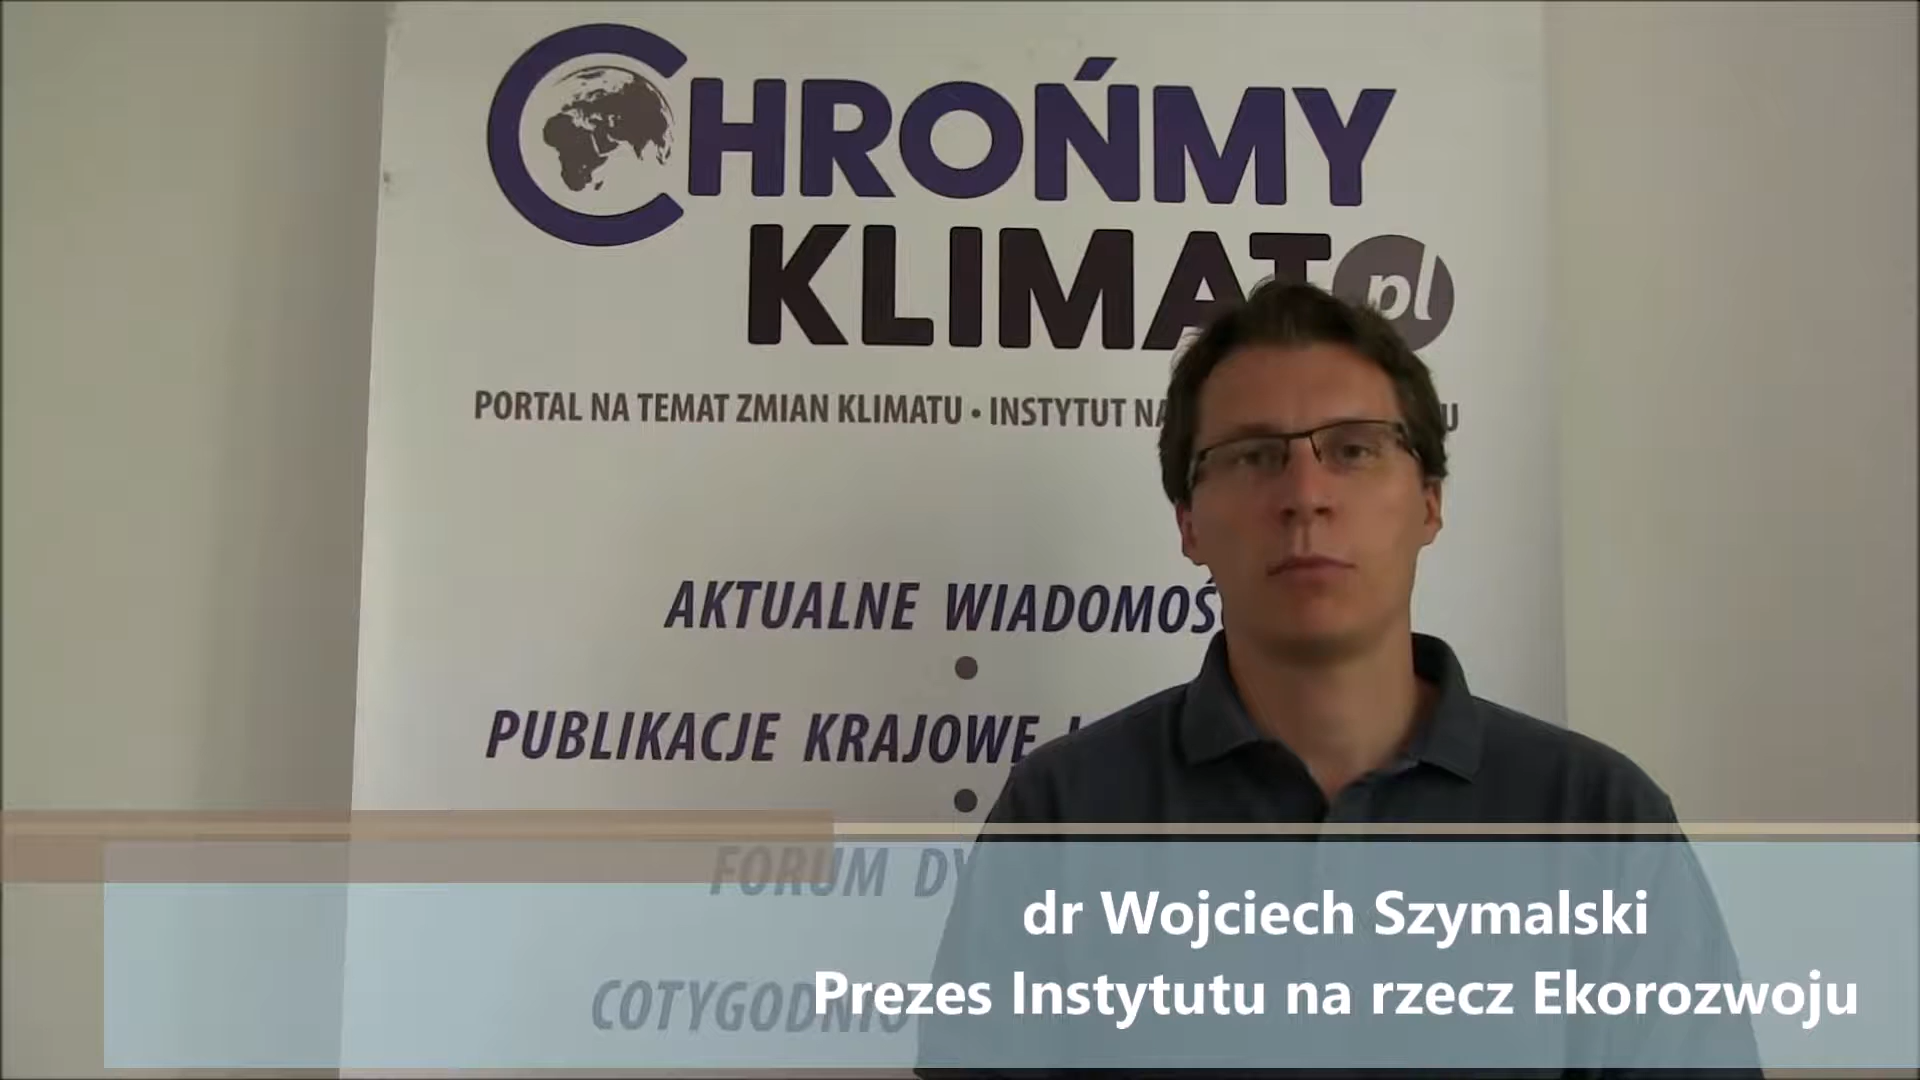 CHROŃMY
KLIMAT pl
PORTAL NA TEMAT ZMIAN KLIMATU • INSTYTUT NA
AKTUALNE WIADOMOŚ
PUBLIKACJE KRAJOWE I
FORUM DY
COTYGODNIO
dr Wojciech Szymalski
Prezes Instytutu na rzecz Ekorozwoju